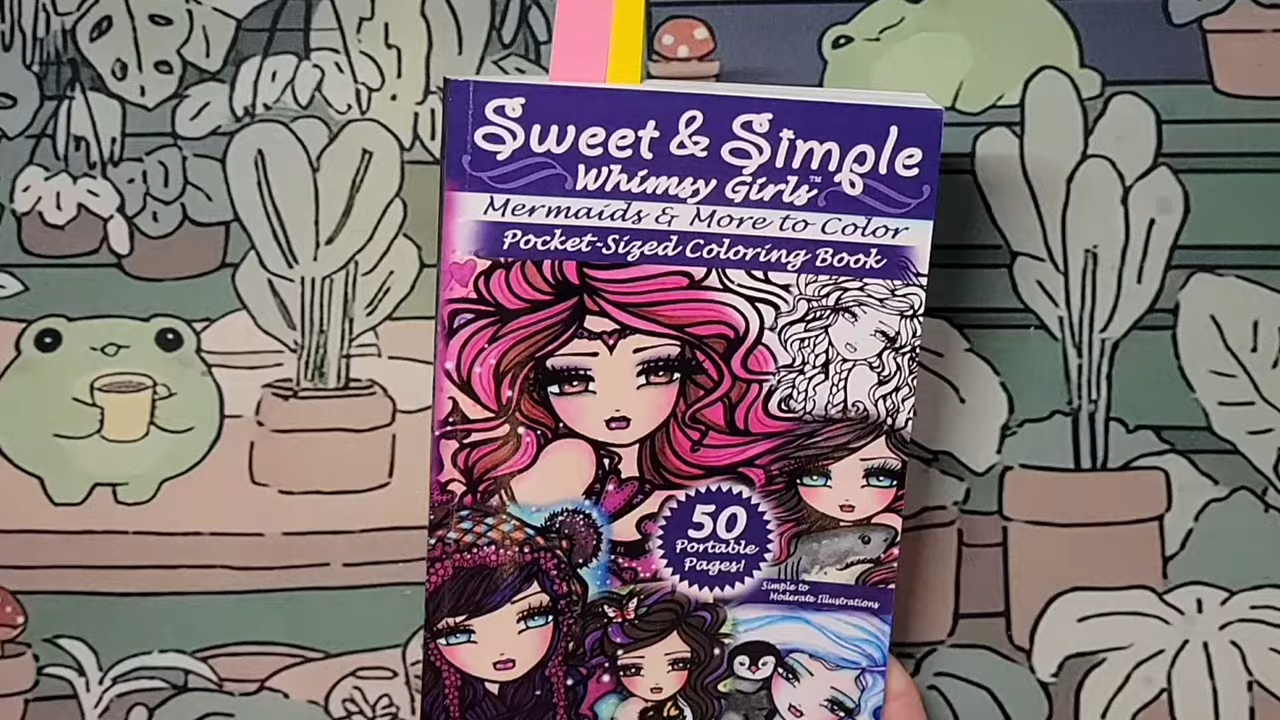 Sweet & Simple
Whimsy Girls™
Mermaids & More to Color
Pocket-Sized Coloring Book
50
Portable
Pages!
Simple to
Moderate Illustrations